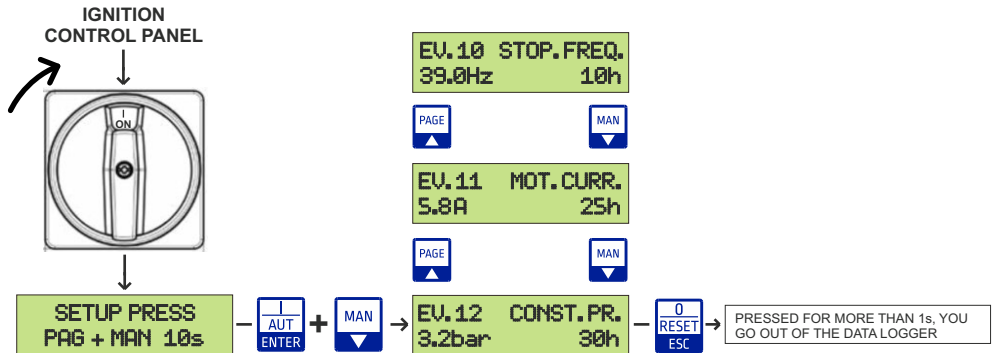 IGNITION
CONTROL PANEL
I
ON
SETUP PRESS
PAG + MAN 10s
I
AUT
ENTER
+
MAN
EV.10 STOP.FREQ.
39.0Hz 10h
PAGE
MAN
EV.11 MOT.CURR.
5.8A 25h
PAGE
MAN
EV.12 CONST.PR.
3.2bar 30h
0
RESET
ESC
PRESSED FOR MORE THAN 1s, YOU
GO OUT OF THE DATA LOGGER